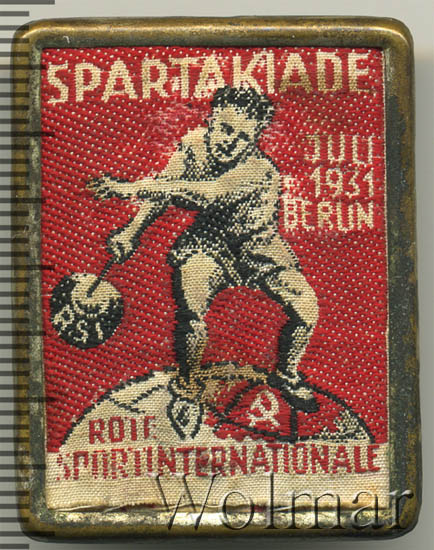 SPARTAKIADE
JULI
1931
BERLIN
RSI
ROTE
SPORTINTERNATIONALE
Wolmar